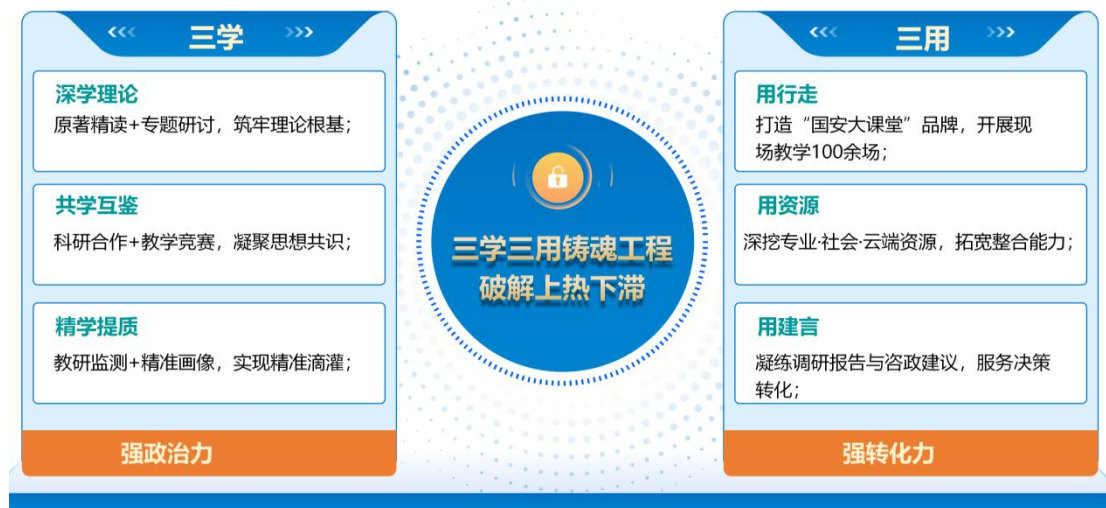 三学
深学理论
原著精读+专题研讨，筑牢理论根基；
共学互鉴
科研合作+教学竞赛，凝聚思想共识；
精学提质
教研监测+精准画像，实现精准滴灌；
强政治力
三学三用铸魂工程
破解上热下滞
三用
用行走
打造“国安大课堂”品牌，开展现
场教学100余场；
用资源
深挖专业·社会·云端资源，拓宽整合能力；
用建言
凝练调研报告与咨政建议，服务决策
转化；
强转化力